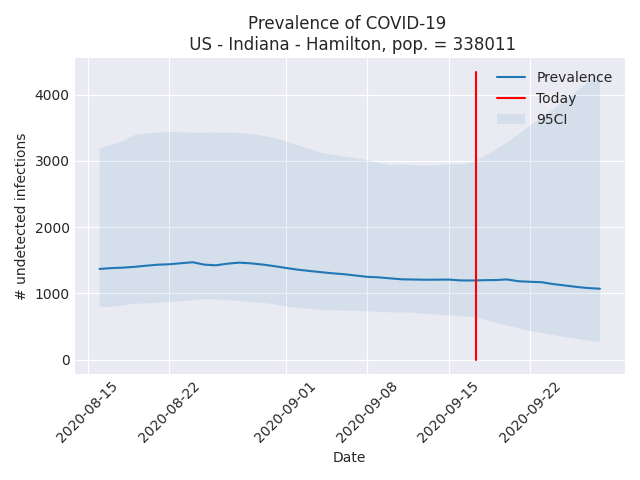 Prevalence of COVID-19
US - Indiana - Hamilton, pop. = 338011
Prevalence
Today
95CI
4000
3000
2000
1000
0
# undetected infections
2020-08-15
2020-08-22
2020-09-01
2020-09-08
2020-09-15
2020-09-22
Date